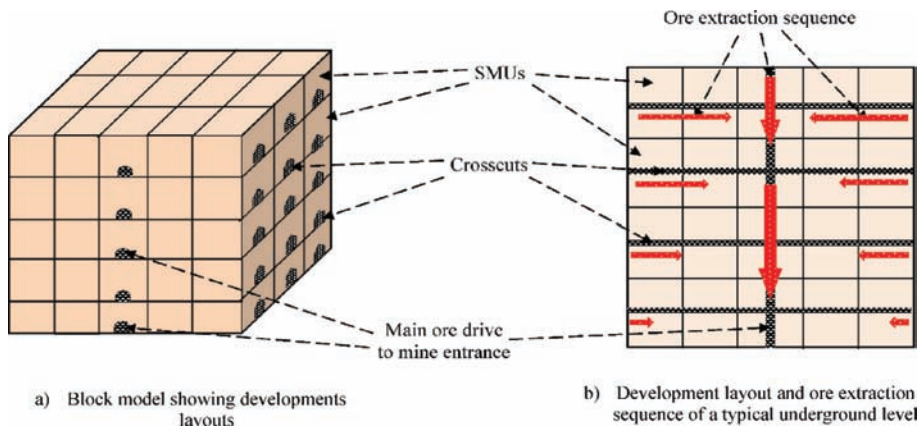 Ore extraction sequence
SMUs
Crosscuts
Main ore drive
to mine entrance
a) Block model showing developments
layouts
b) Development layout and ore extraction
sequence of a typical underground level